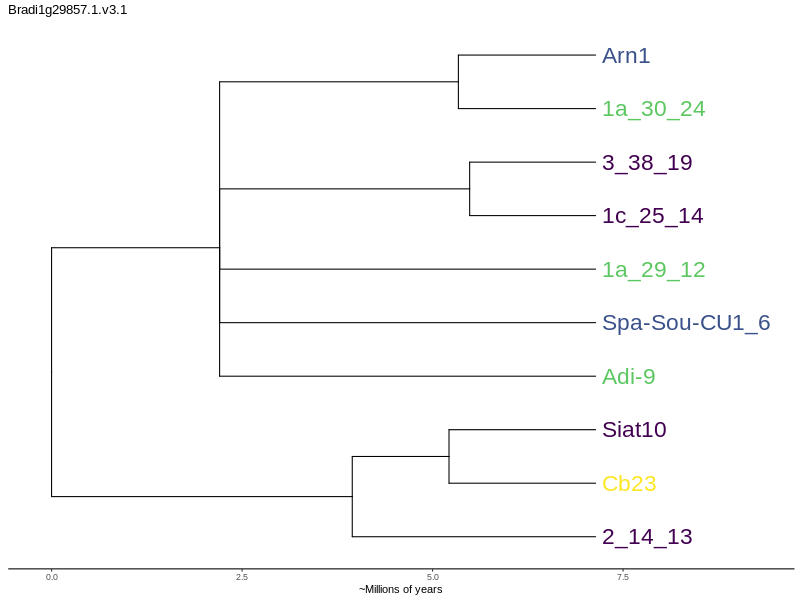 Bradi1g29857.1.v3.1
Arn1
1a_30_24
3_38_19
1c_25_14
1a_29_12
Spa-Sou-CU1_6
Adi-9
Siat10
Cb23
2_14_13
0.0 2.5 5.0 7.5
~Millions of years